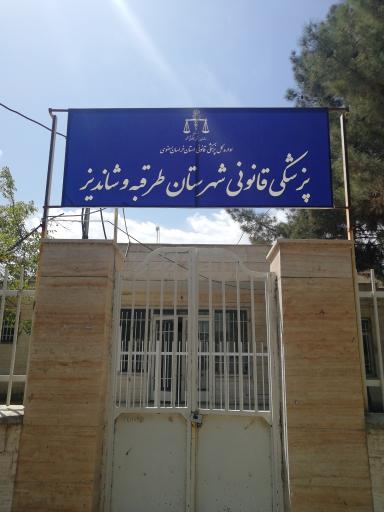 اداره کل پزشکی قانونی استان خراسان رضوی
پزشکی قانونی شهرستان طرقبه و شاندیز